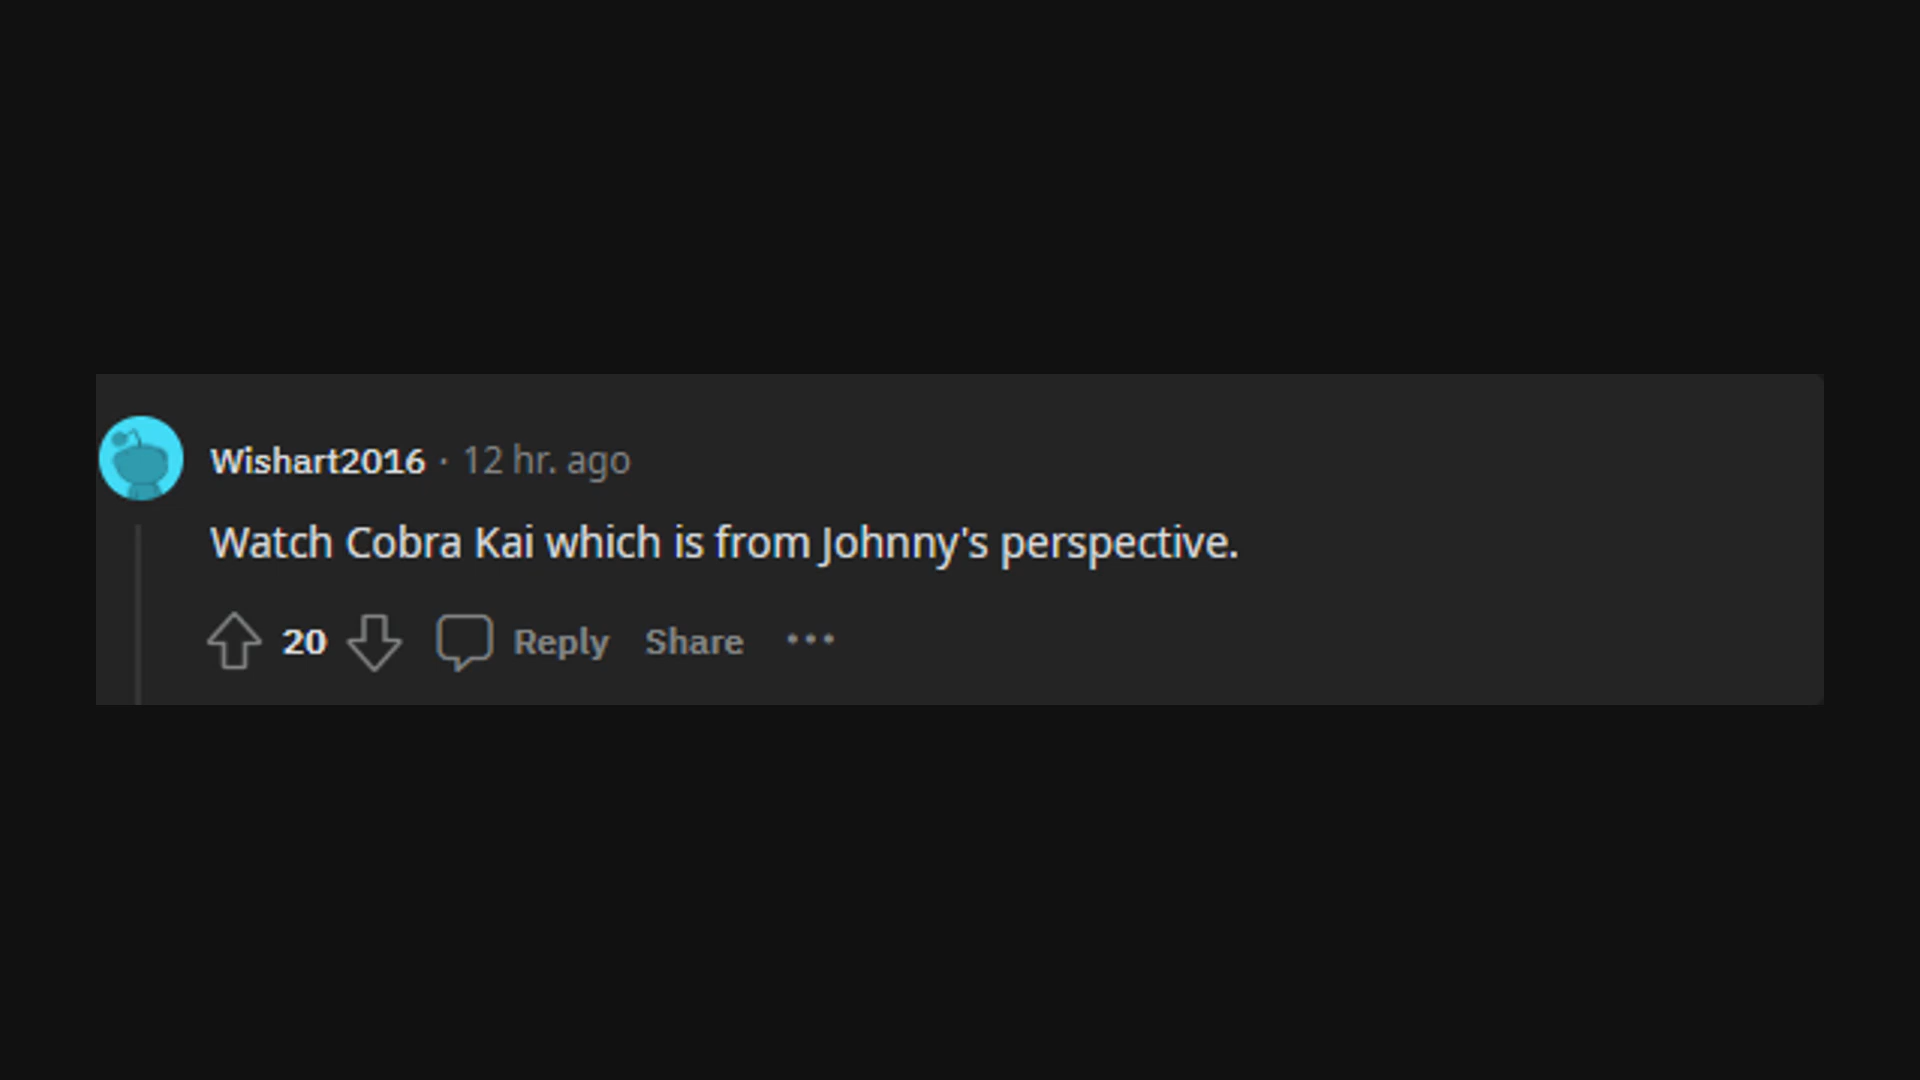 Wishart2016 · 12 hr. ago
Watch Cobra Kai which is from Johnny's perspective.
20 Reply Share ···